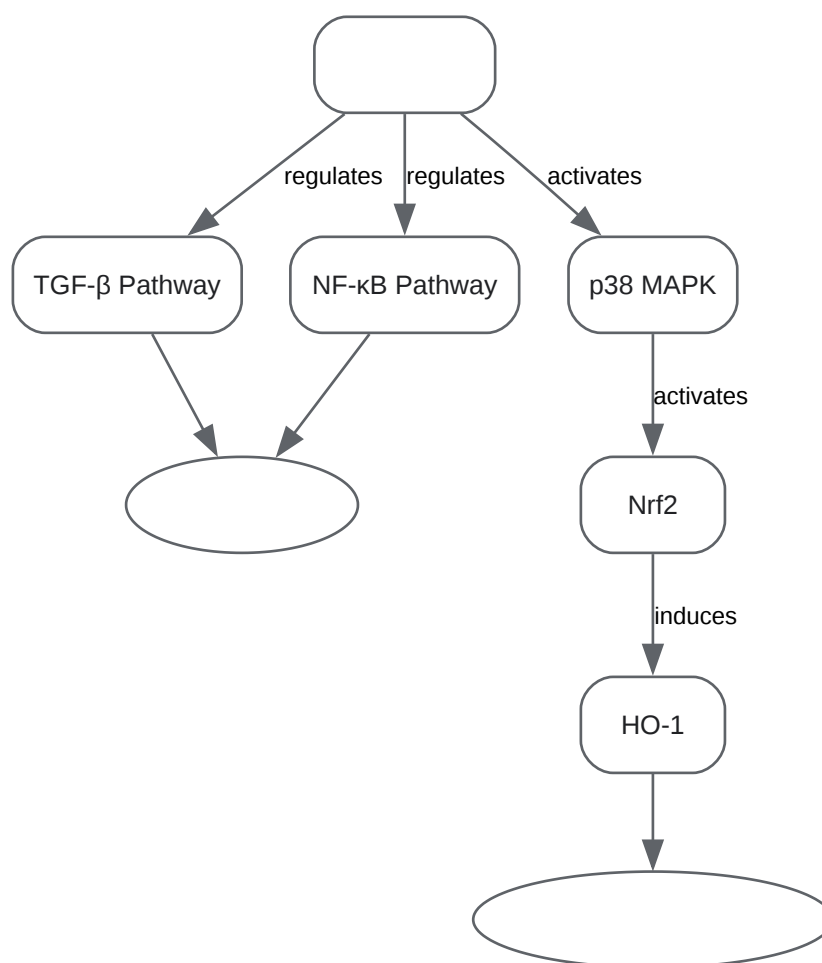 regulates
regulates
activates
TGF-β Pathway
NF-κB Pathway
p38 MAPK
activates
Nrf2
induces
HO-1